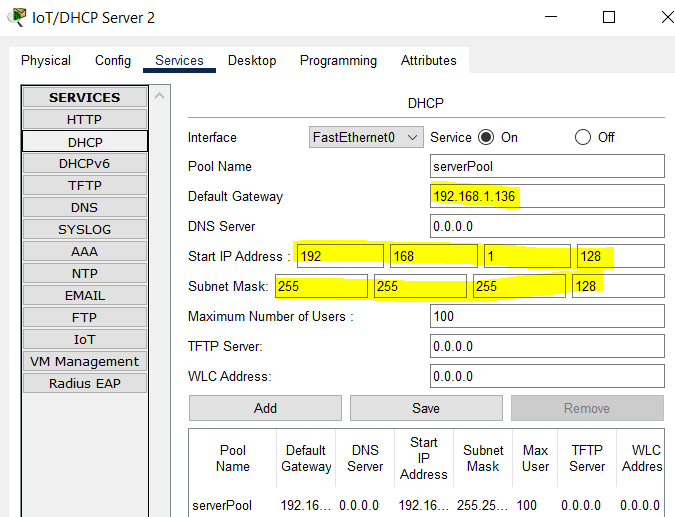 IoT/DHCP Server 2
Physical Config Services Desktop Programming Attributes
SERVICES
HTTP
DHCP
DHCPv6
TFTP
DNS
SYSLOG
AAA
NTP
EMAIL
FTP
IoT
VM Management
Radius EAP
DHCP
Interface FastEthernet0 Service On Off
Pool Name serverPool
Default Gateway 192.168.1.136
DNS Server 0.0.0.0
Start IP Address : 192 168 1 128
Subnet Mask: 255 255 255 128
Maximum Number of Users : 100
TFTP Server: 0.0.0.0
WLC Address: 0.0.0.0
Add Save Remove
Pool Name Default Gateway DNS Server Start IP Address Subnet Mask Max User TFTP Server WLC Addres
serverPool 192.16... 0.0.0.0 192.16... 255.25... 100 0.0.0.0 0.0.0.0